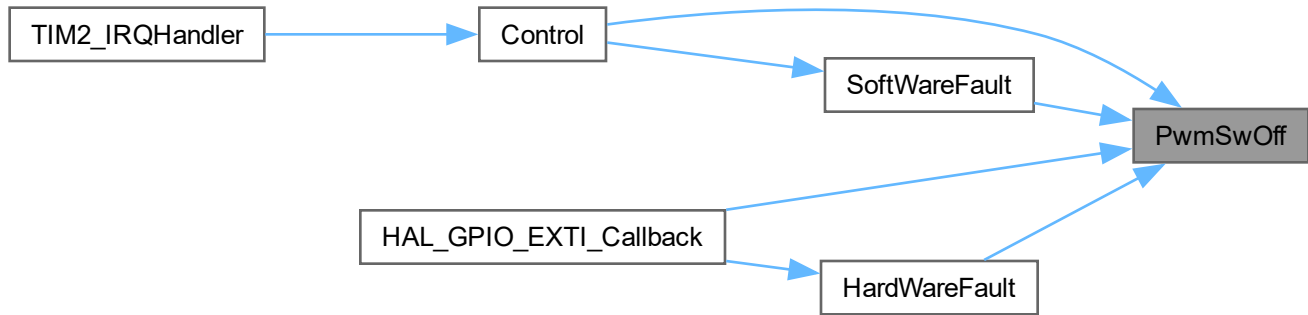 TIM2_IRQHandler
Control
SoftWareFault
PwmSwOff
HAL_GPIO_EXTI_Callback
HardWareFault